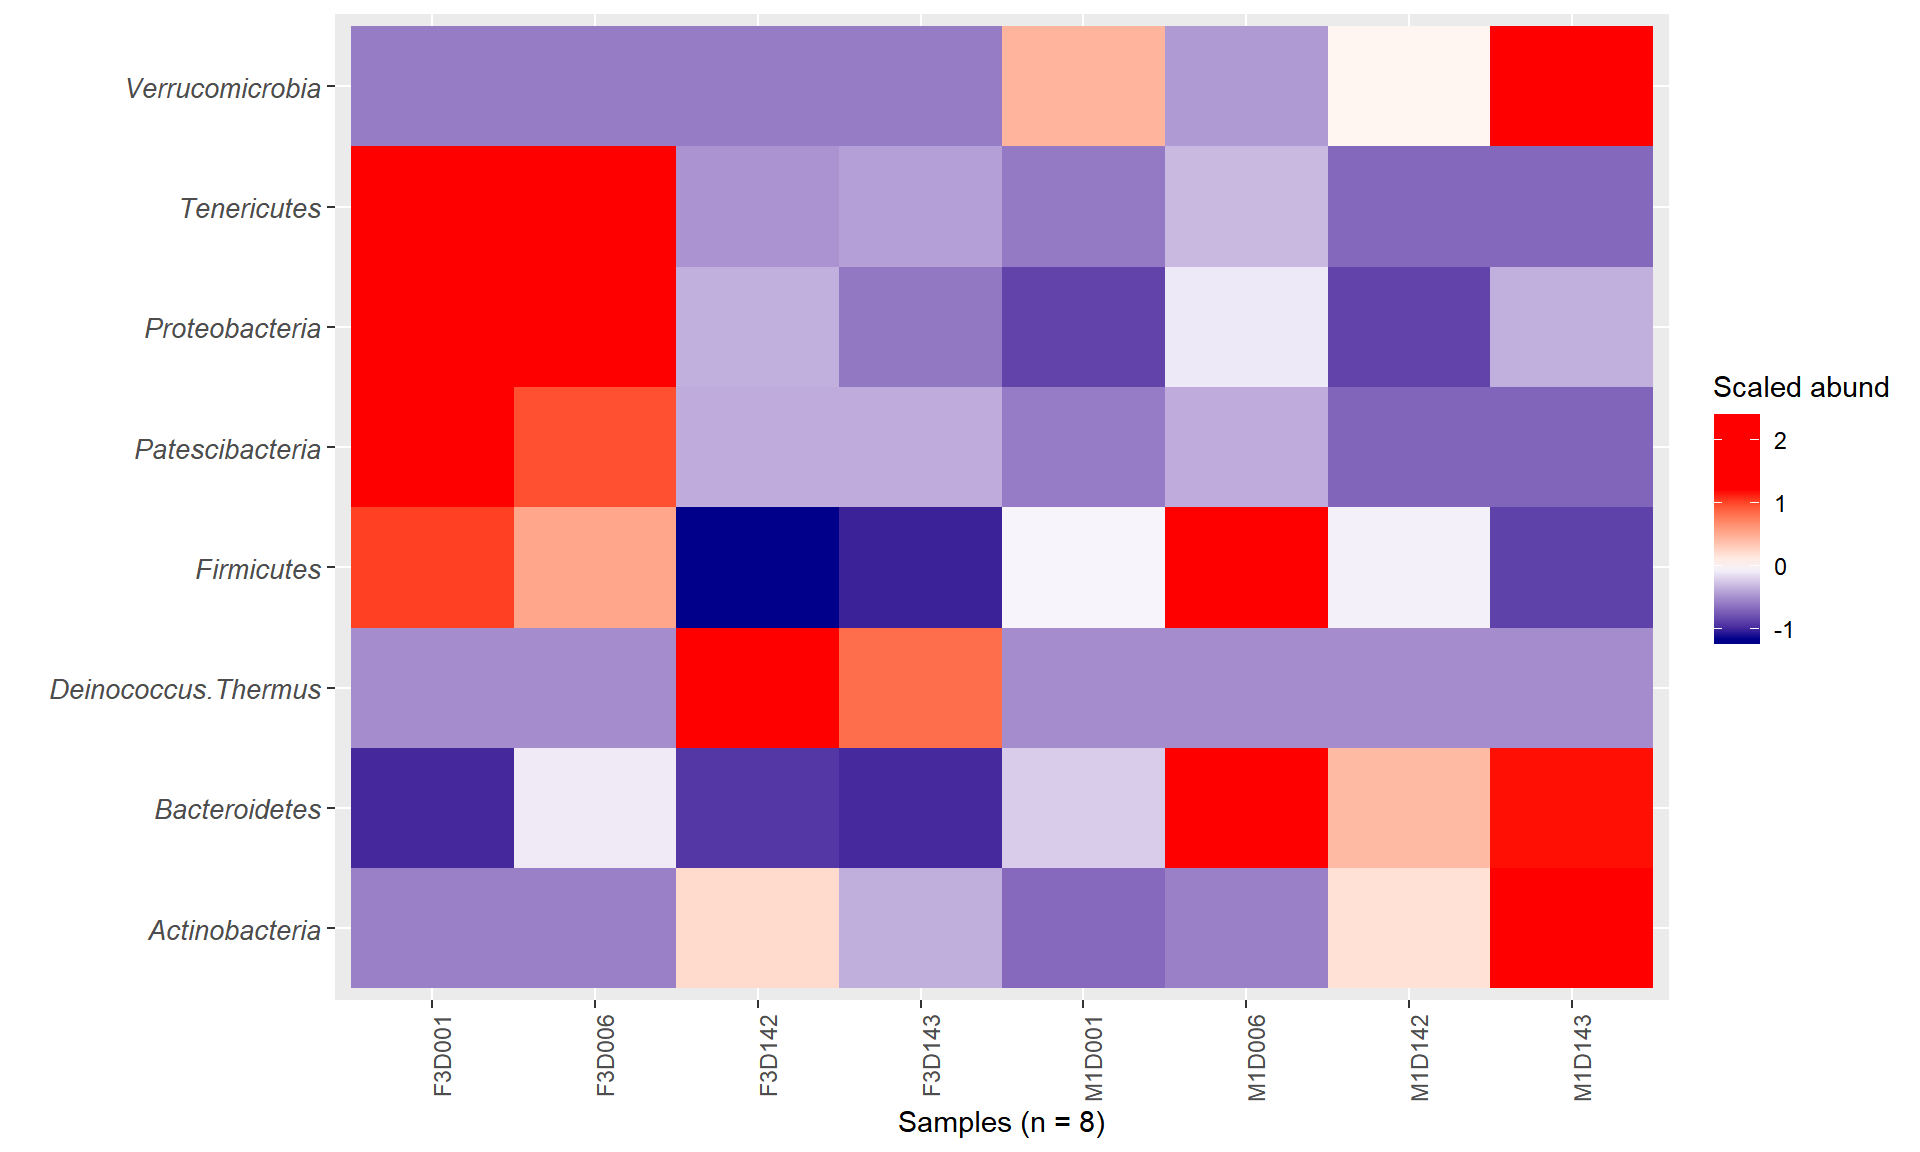 Verrucomicrobia
Tenericutes
Proteobacteria
Patescibacteria
Firmicutes
Deinococcus.Thermus
Bacteroidetes
Actinobacteria
F3D001
F3D006
F3D142
F3D143
M1D001
M1D006
M1D142
M1D143
Samples (n = 8)
Scaled abund
2
1
0
-1